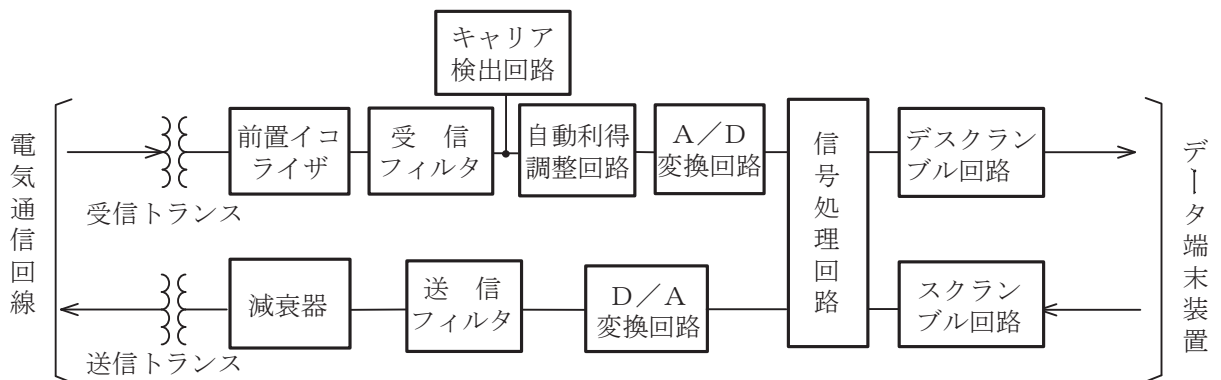 キャリア
検出回路
電気通信回線
前置イコ
ライザ
受 信
フィルタ
自動利得
調整回路
A/D
変換回路
信号処理回路
デスクラン
ブル回路
データ端末装置
受信トランス
減衰器
送 信
フィルタ
D/A
変換回路
スクラン
ブル回路
送信トランス